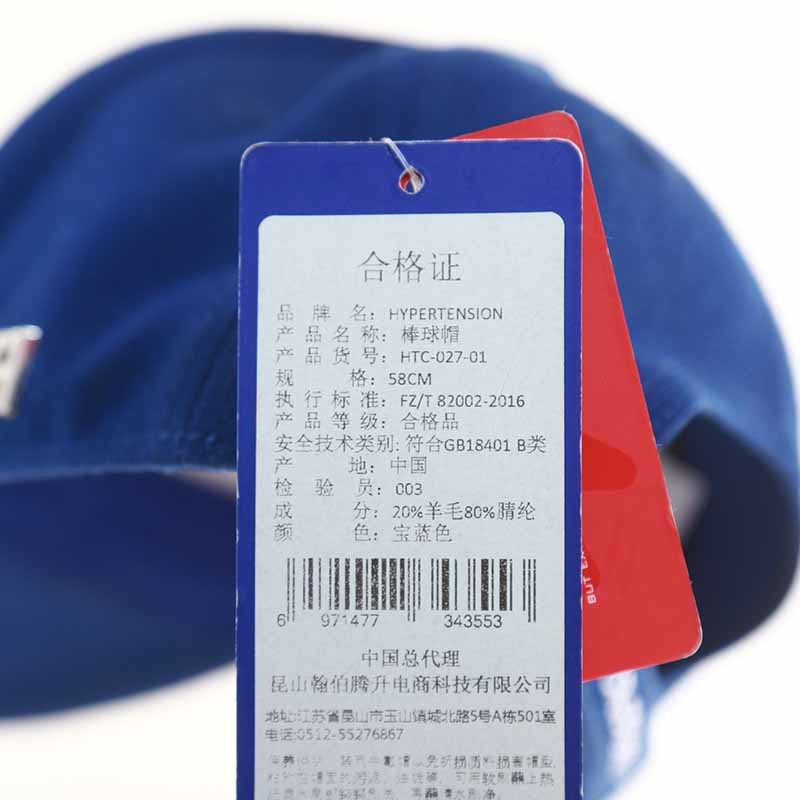 合格证
品 牌 名: HYPERTENSION
产品名称: 棒球帽
产品货号: HTC-027-01
规 格: 58CM
执行标准: FZ/T 82002-2016
产品等级: 合格品
安全技术类别: 符合GB18401 B类
产 地: 中国
检 验 员: 003
成 分: 20%羊毛80%腈纶
颜 色: 宝蓝色
6 971477 343553
中国总代理
昆山翰伯腾升电商科技有限公司
地址:江苏省昆山市玉山镇城北路5号A栋501室
电话:0512-55276867
BUT